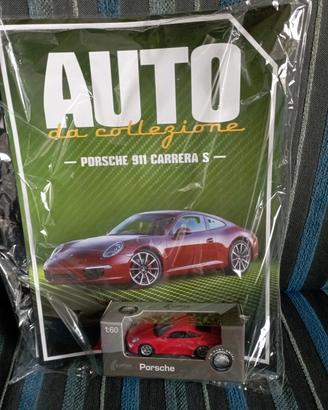 AUTO
da collezione
— PORSCHE 911 CARRERA S —
1:60
Porsche